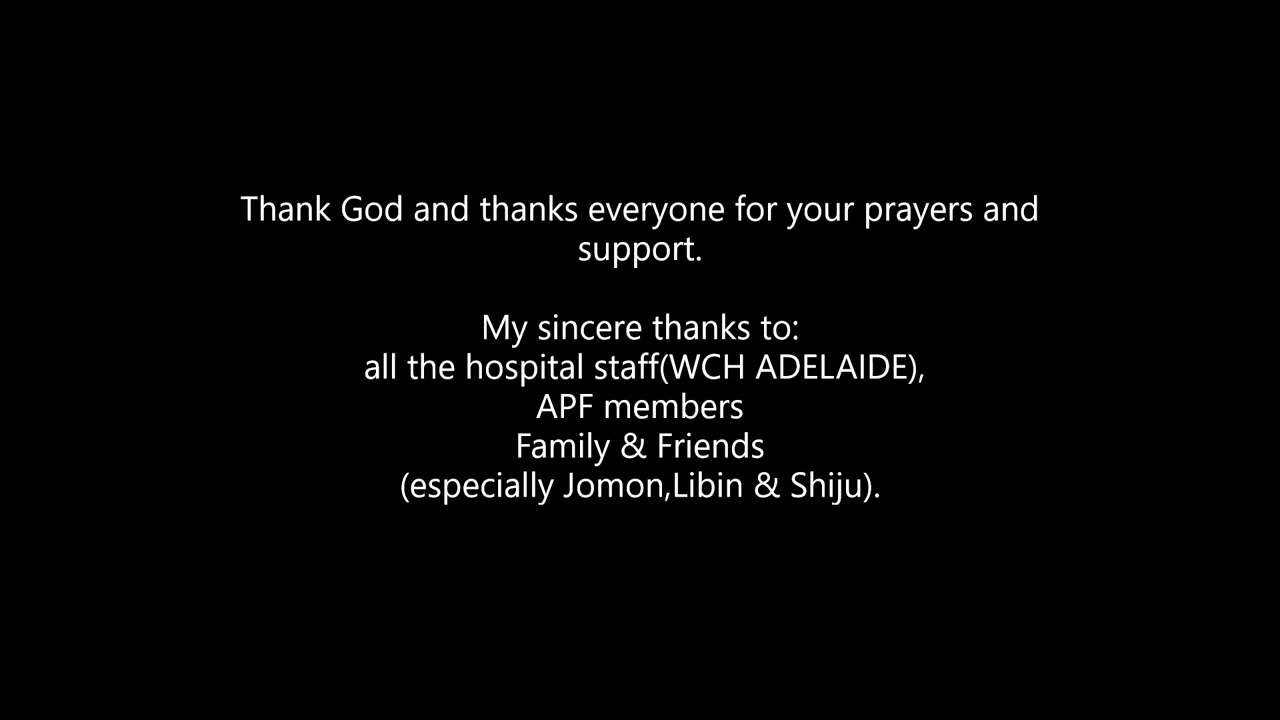 Thank God and thanks everyone for your prayers and
support.
My sincere thanks to:
all the hospital staff(WCH ADELAIDE),
APF members
Family & Friends
(especially Jomon,Libin & Shiju).